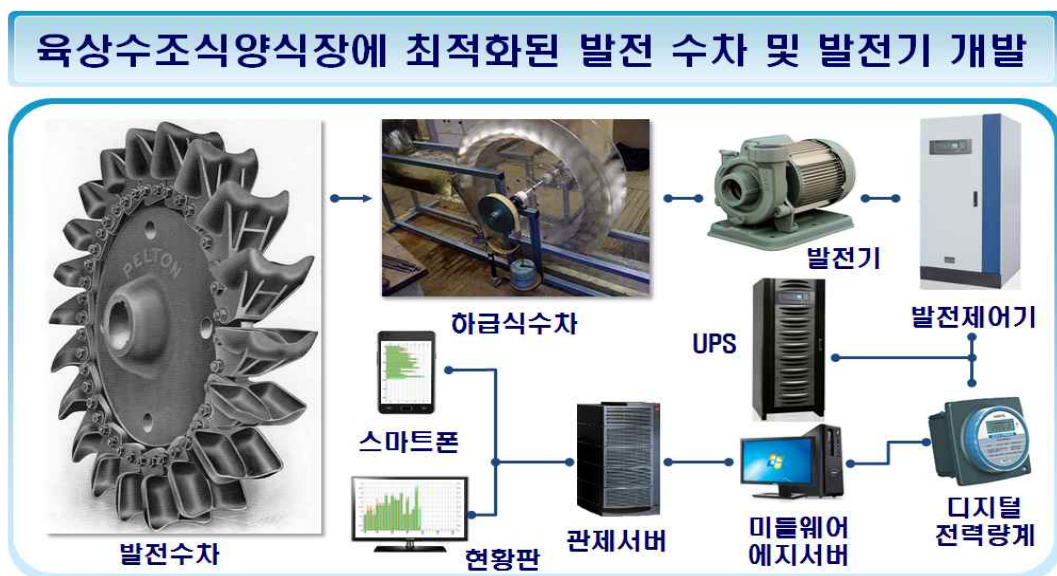 육상수조식양식장에 최적화된 발전 수차 및 발전기 개발
PELTON
발전수차
하급식수차
발전기
발전제어기
UPS
스마트폰
현황판
관제서버
미들웨어
에지서버
디지털
전력량계